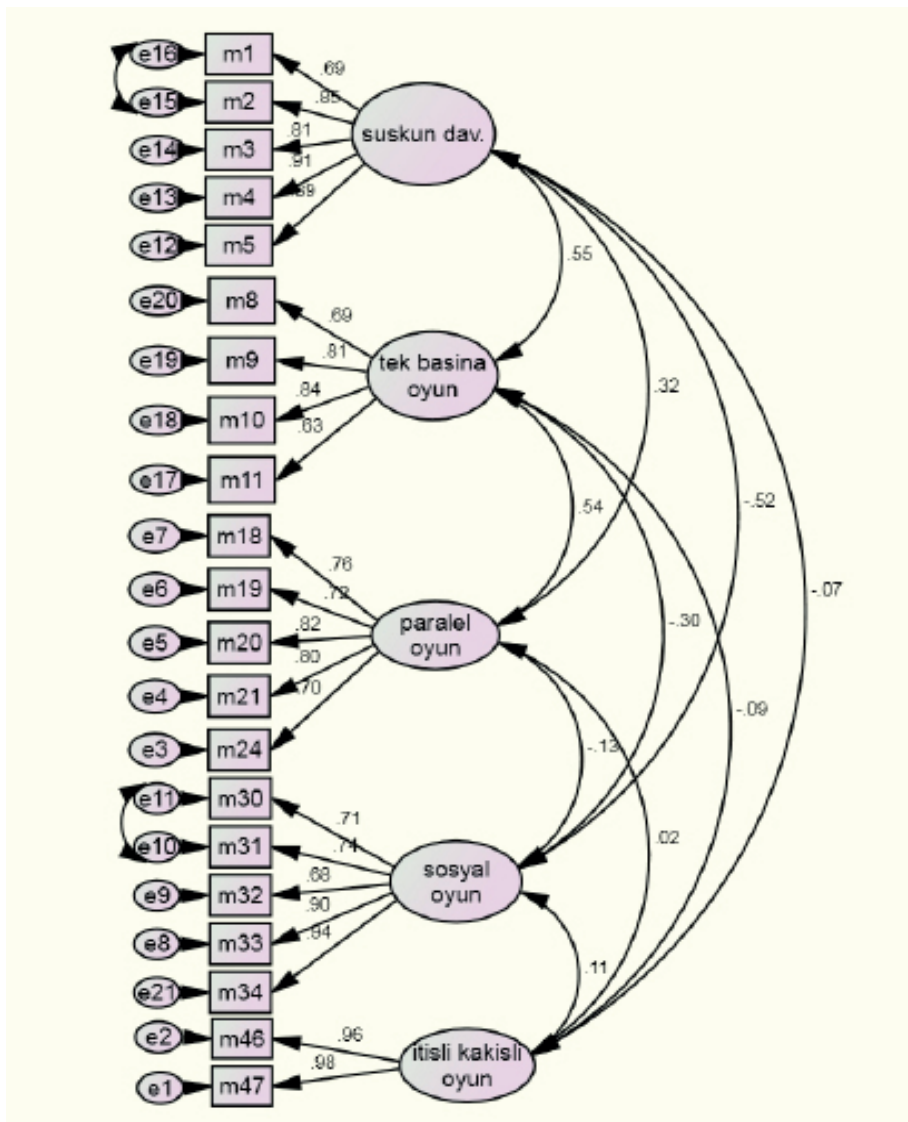 e16 m1
.69
e15 m2
.85
suskun dav.
.81
e14 m3
.91
e13 m4
e12 m5
.55
e20 m8
.69
e19 m9
.81
tek basina
oyun
.32
.84
e18 m10
.63
e17 m11
-.52
.54
e7 m18
.76
e6 m19
-.07
.82
paralel
oyun
-.30
e5 m20
.80
e4 m21
.70
-.09
e3 m24
-.13
e11 m30
.71
.02
e10 m31
.74
sosyal
oyun
.68
e9 m32
.90
e8 m33
.94
.11
e21 m34
e2 m46
.96
itisli kakisli
oyun
.98
e1 m47